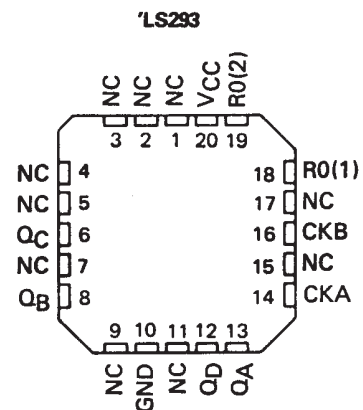 'LS293
NC NC NC VCC R0(2)
3 2 1 20 19
NC 4 18 R0(1)
NC 5 17 NC
QC 6 16 CKB
NC 7 15 NC
QB 8 14 CKA
9 10 11 12 13
NC GND NC QD QA